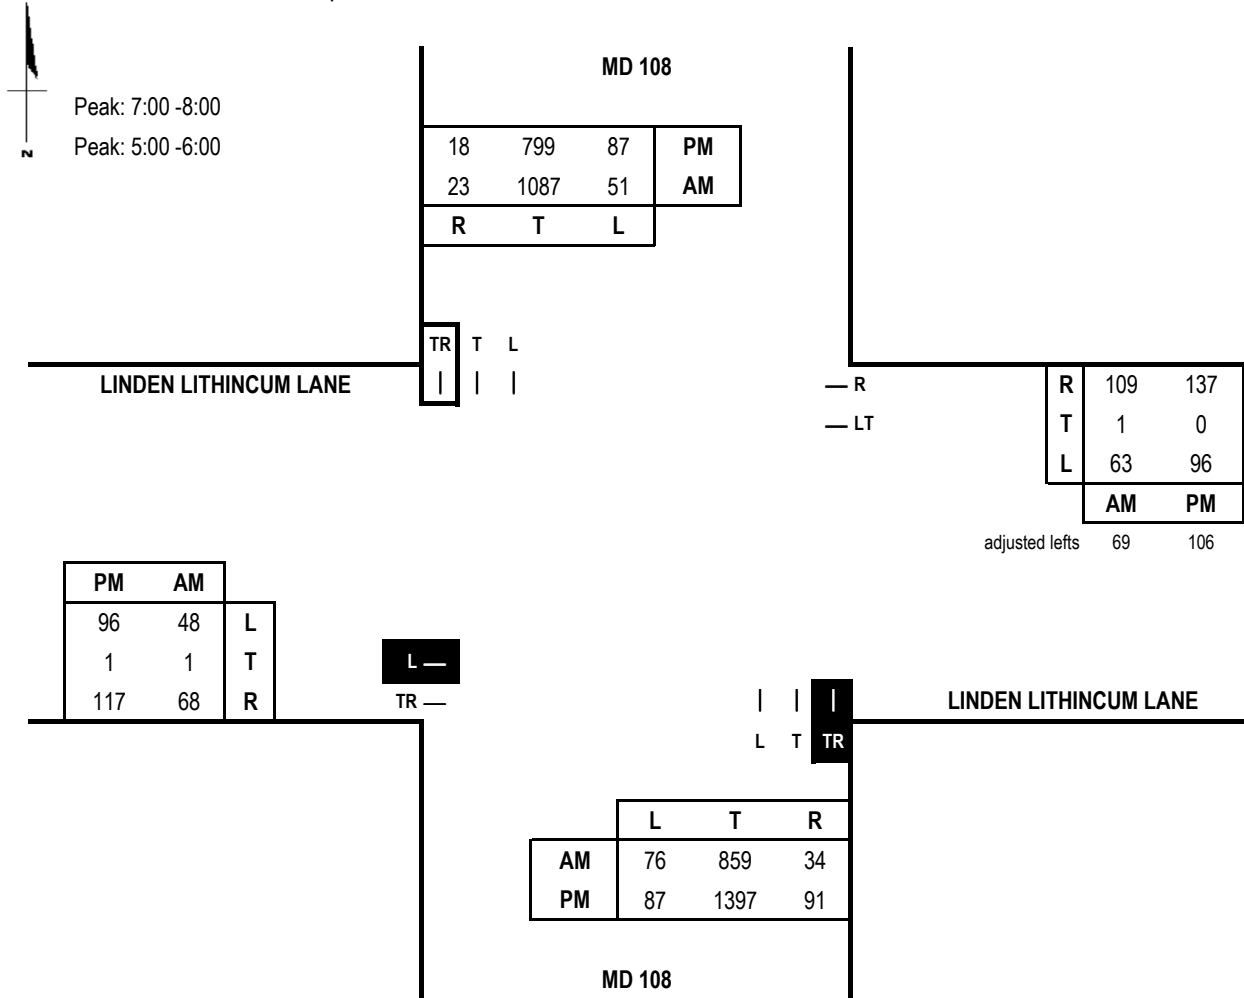 MD 108
Peak: 7:00 -8:00
Peak: 5:00 -6:00
18 799 87 PM
23 1087 51 AM
R T L
TR T L
LINDEN LITHINCUM LANE
R
LT
R 109 137
T 1 0
L 63 96
AM PM
adjusted lefts 69 106
PM AM
96 48 L
1 1 T
117 68 R
L
TR
LINDEN LITHINCUM LANE
L T TR
L T R
AM 76 859 34
PM 87 1397 91
MD 108
N